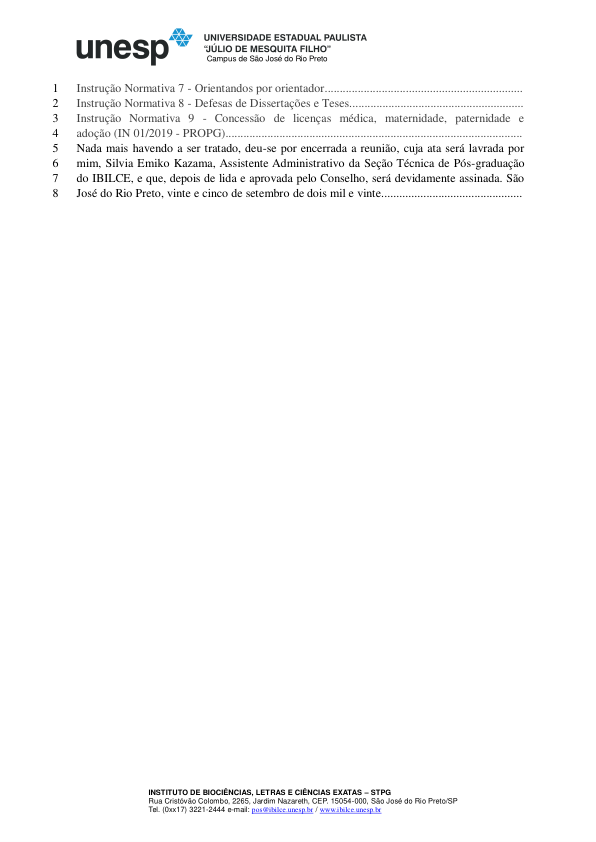 unesp
UNIVERSIDADE ESTADUAL PAULISTA
“JÚLIO DE MESQUITA FILHO”
Campus de São José do Rio Preto
1 Instrução Normativa 7 - Orientandos por orientador..................................................................
2 Instrução Normativa 8 - Defesas de Dissertações e Teses..........................................................
3 Instrução Normativa 9 - Concessão de licenças médica, maternidade, paternidade e
4 adoção (IN 01/2019 - PROPG)...................................................................................................
5 Nada mais havendo a ser tratado, deu-se por encerrada a reunião, cuja ata será lavrada por
6 mim, Silvia Emiko Kazama, Assistente Administrativo da Seção Técnica de Pós-graduação
7 do IBILCE, e que, depois de lida e aprovada pelo Conselho, será devidamente assinada. São
8 José do Rio Preto, vinte e cinco de setembro de dois mil e vinte...............................................
INSTITUTO DE BIOCIÊNCIAS, LETRAS E CIÊNCIAS EXATAS – STPG
Rua Cristóvão Colombo, 2265, Jardim Nazareth, CEP. 15054-000, São José do Rio Preto/SP
Tel. (0xx17) 3221-2444 e-mail: pos@ibilce.unesp.br / www.ibilce.unesp.br